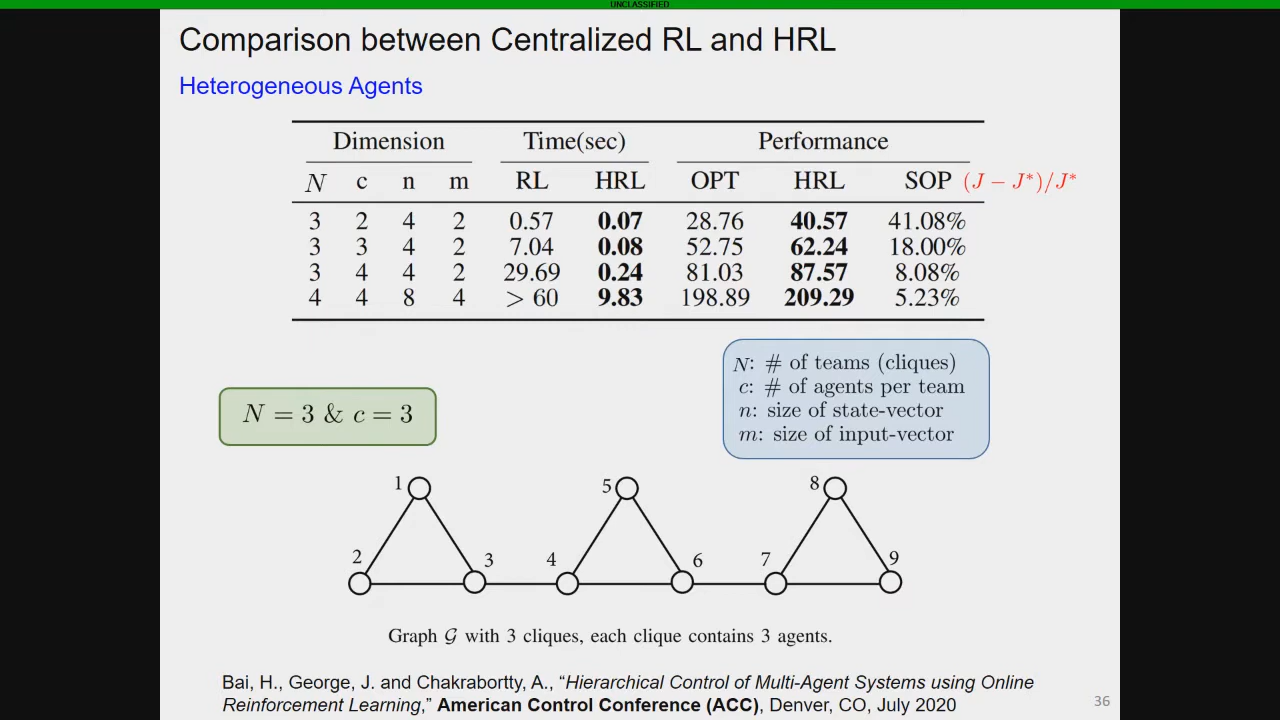 UNCLASSIFIED
Comparison between Centralized RL and HRL
Heterogeneous Agents
Dimension Time(sec) Performance
N c n m RL HRL OPT HRL SOP (J − J*)/J*
3 2 4 2 0.57 0.07 28.76 40.57 41.08%
3 3 4 2 7.04 0.08 52.75 62.24 18.00%
3 4 4 2 29.69 0.24 81.03 87.57 8.08%
4 4 8 4 > 60 9.83 198.89 209.29 5.23%
N: # of teams (cliques)
c: # of agents per team
n: size of state-vector
m: size of input-vector
N = 3 & c = 3
1 5 8
2 3 4 6 7 9
Graph 𝒢 with 3 cliques, each clique contains 3 agents.
Bai, H., George, J. and Chakrabortty, A., “Hierarchical Control of Multi-Agent Systems using Online
Reinforcement Learning,” American Control Conference (ACC), Denver, CO, July 2020
36